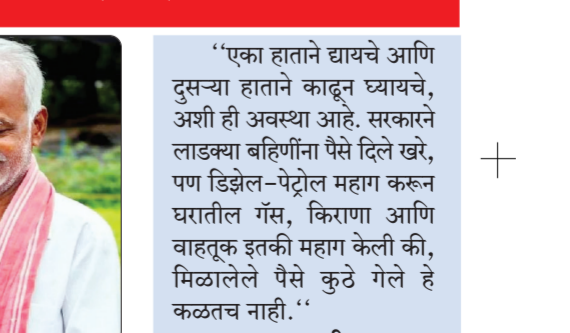 ‘‘एका हाताने द्यायचे आणि
दुसऱ्या हाताने काढून घ्यायचे,
अशी ही अवस्था आहे. सरकारने
लाडक्या बहिणींना पैसे दिले खरे,
पण डिझेल–पेट्रोल महाग करून
घरातील गॅस, किराणा आणि
वाहतूक इतकी महाग केली की,
मिळालेले पैसे कुठे गेले हे
कळतच नाही.‘‘